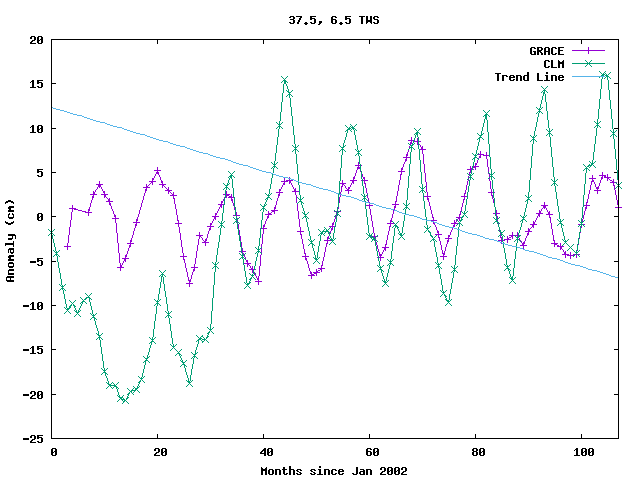 37.5, 6.5 TWS
GRACE
CLM
Trend Line
20
15
10
5
0
-5
-10
-15
-20
-25
Anomaly (cm)
0 20 40 60 80 100
Months since Jan 2002